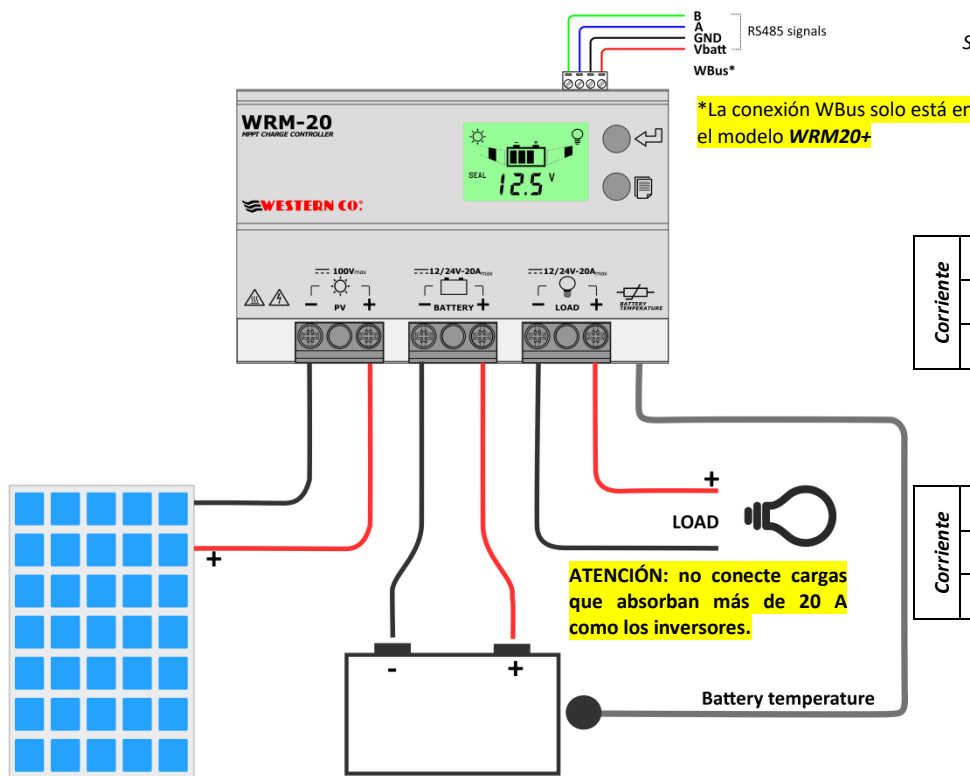 B
A
GND
Vbatt
RS485 signals
WBus*
S
*La conexión WBus solo está en
el modelo WRM20+
WRM-20
MPPT CHARGE CONTROLLER
SEAL
12.5 V
WESTERN CO.
100Vmax
- PV +
12/24V-20Amax
- BATTERY +
12/24V-20Amax
- LOAD +
BATTERY
TEMPERATURE
Corriente
+
LOAD
+
ATENCIÓN: no conecte cargas
que absorban más de 20 A
como los inversores.
Corriente
- +
Battery temperature